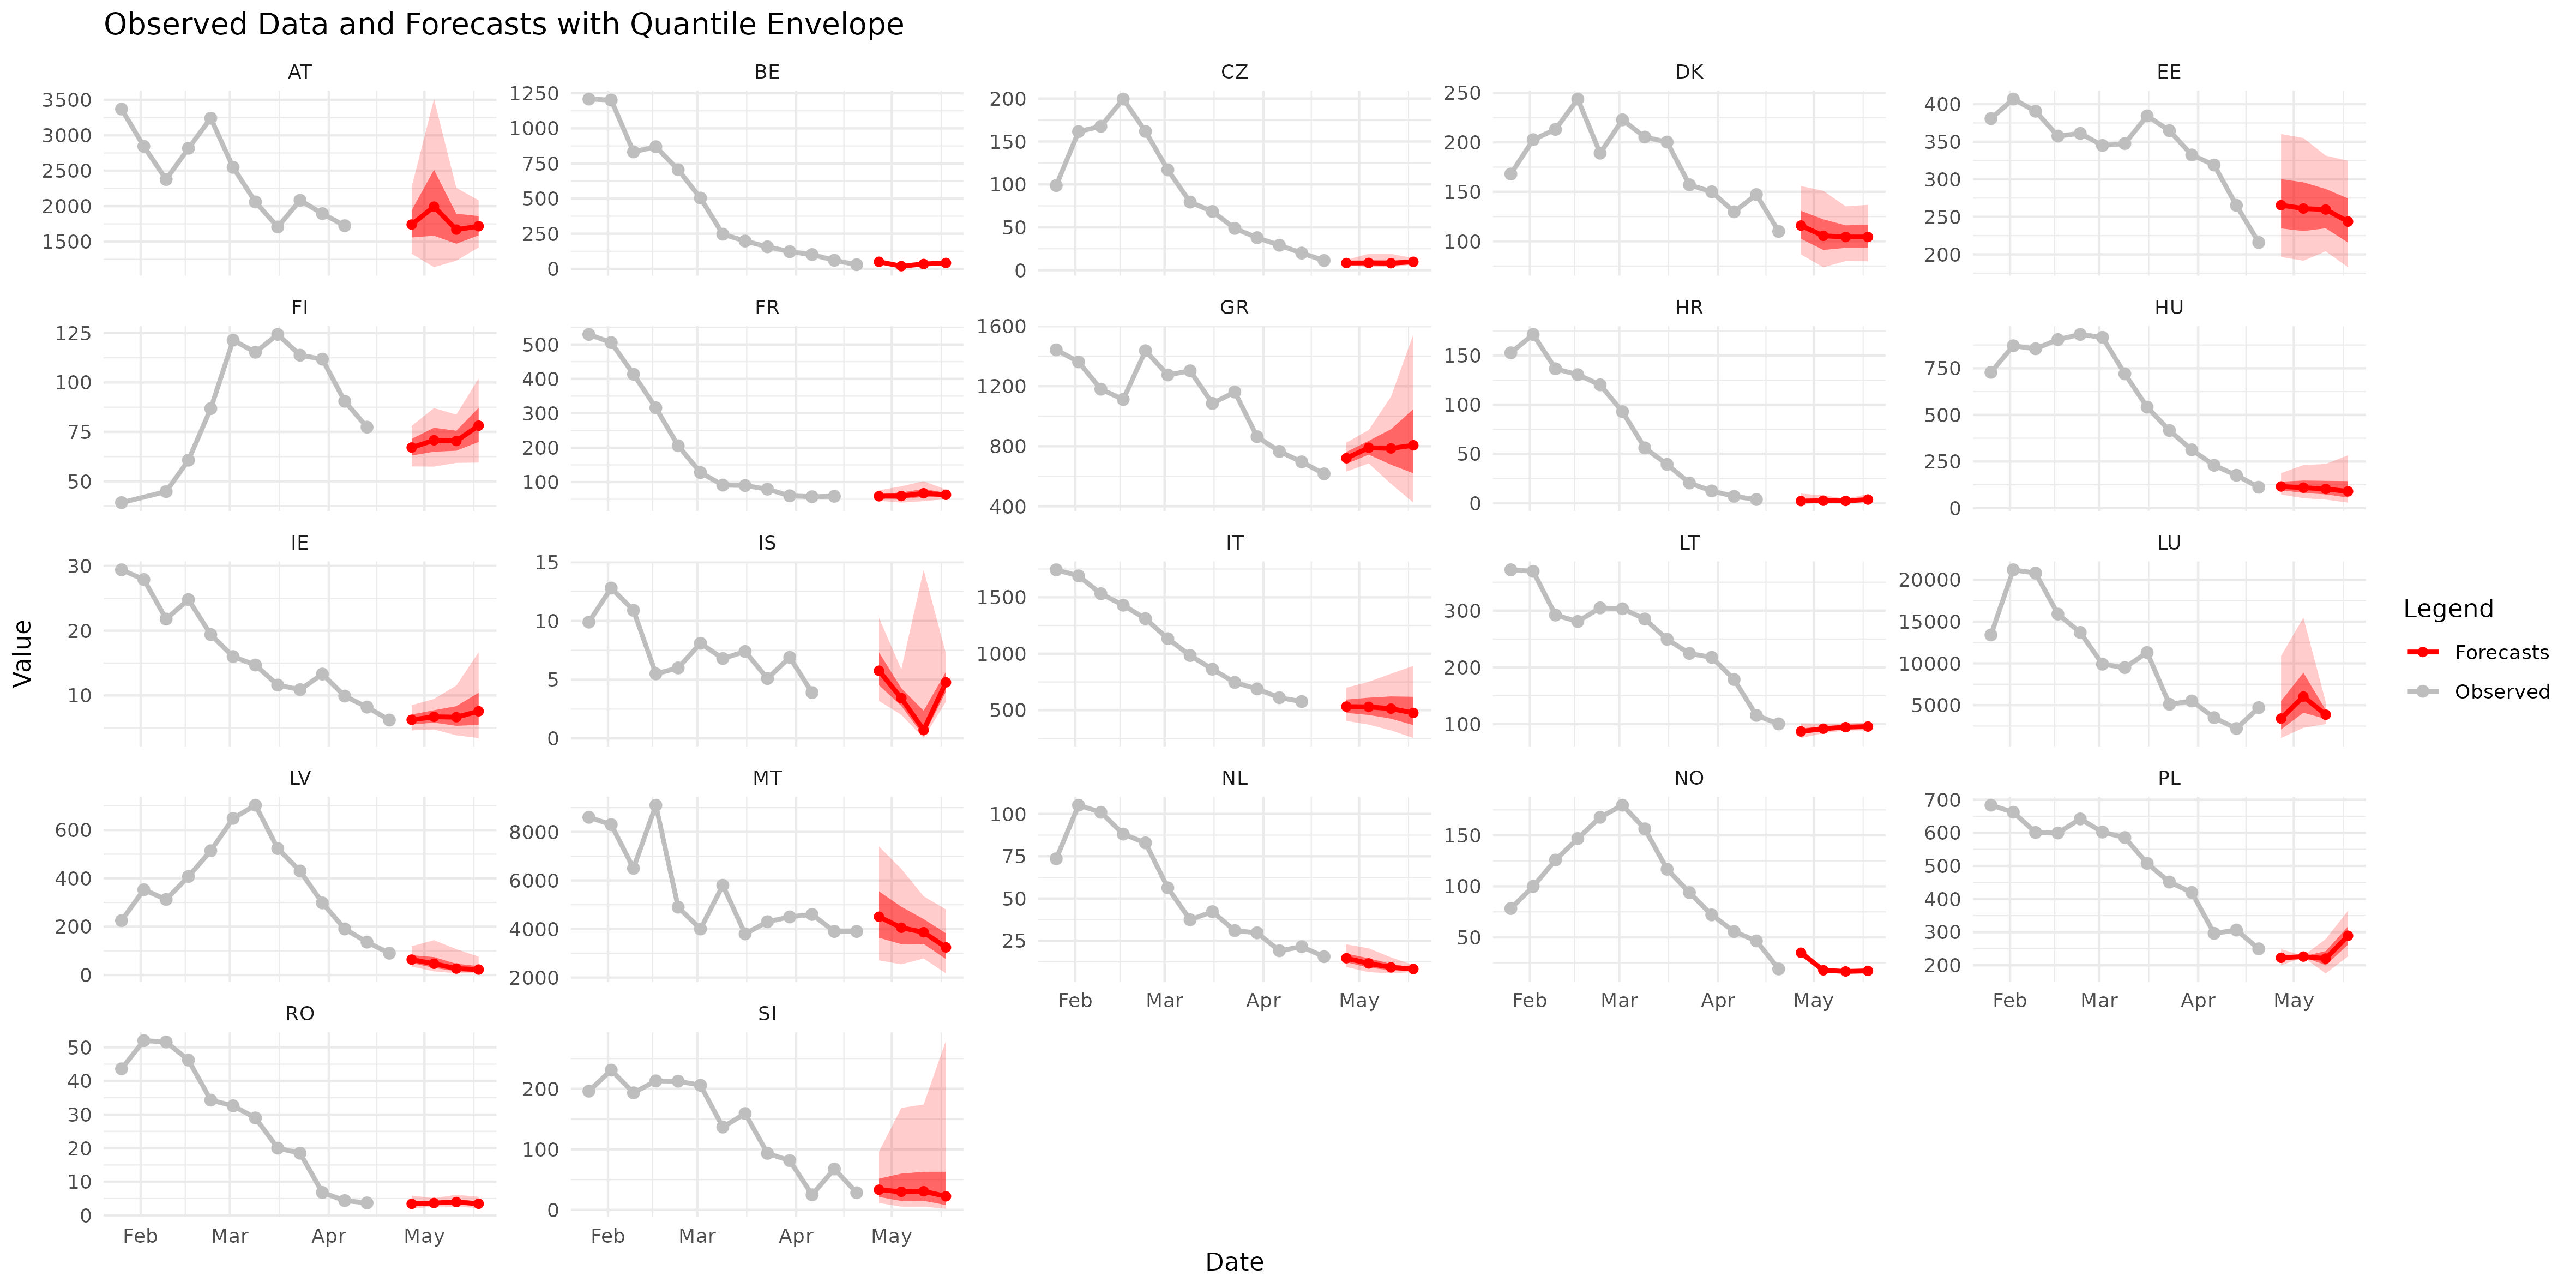 Observed Data and Forecasts with Quantile Envelope
AT BE CZ DK EE
3500 3000 2500 2000 1500
1250 1000 750 500 250 0
200 150 100 50 0
250 200 150 100
400 350 300 250 200
FI FR GR HR HU
125 100 75 50
500 400 300 200 100
1600 1200 800 400
150 100 50 0
750 500 250 0
IE IS IT LT LU
30 20 10
15 10 5 0
1500 1000 500
300 200 100
20000 15000 10000 5000
LV MT NL NO PL
600 400 200 0
8000 6000 4000 2000
100 75 50 25
150 100 50
700 600 500 400 300 200
Feb Mar Apr May
Feb Mar Apr May
Feb Mar Apr May
RO SI
50 40 30 20 10 0
200 100 0
Feb Mar Apr May
Feb Mar Apr May
Value
Date
Legend
Forecasts
Observed